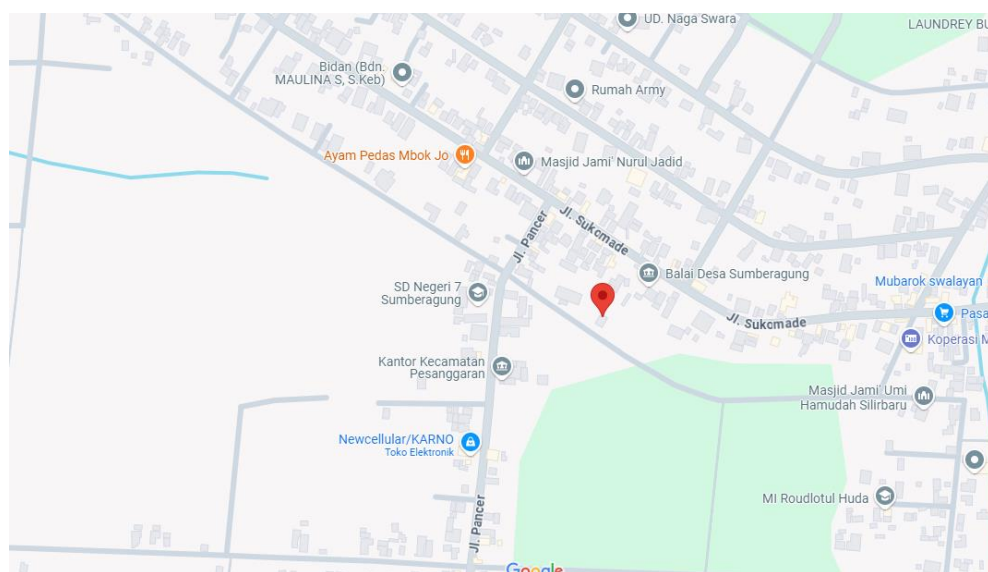 UD. Naga Swara
LAUNDREY BU
Bidan (Bdn.
MAULINA S, S.Keb)
Rumah Army
Ayam Pedas Mbok Jo
Masjid Jami' Nurul Jadid
Jl. Sukomade
Jl. Pancer
Balai Desa Sumberagung
SD Negeri 7
Sumberagung
Mubarok swalayan
Pasa
Jl. Sukomade
Koperasi M
Kantor Kecamatan
Pesanggaran
Masjid Jami' Umi
Hamudah Silirbaru
Newcellular/KARNO
Toko Elektronik
MI Roudlotul Huda
Jl. Pancer
Google